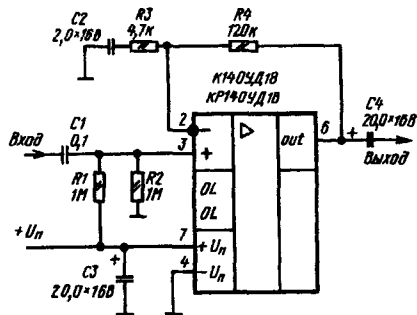 C2
2,0×16В
R3
4,7к
R4
120к
К140УД18
КР140УД18
2
C1
0,1
Вход
3
+
out
6
+
C4
20,0×16В
Выход
R1
1М
R2
1М
OL
OL
+Uп
7
+Uп
4
-Uп
+
C3
20,0×16В